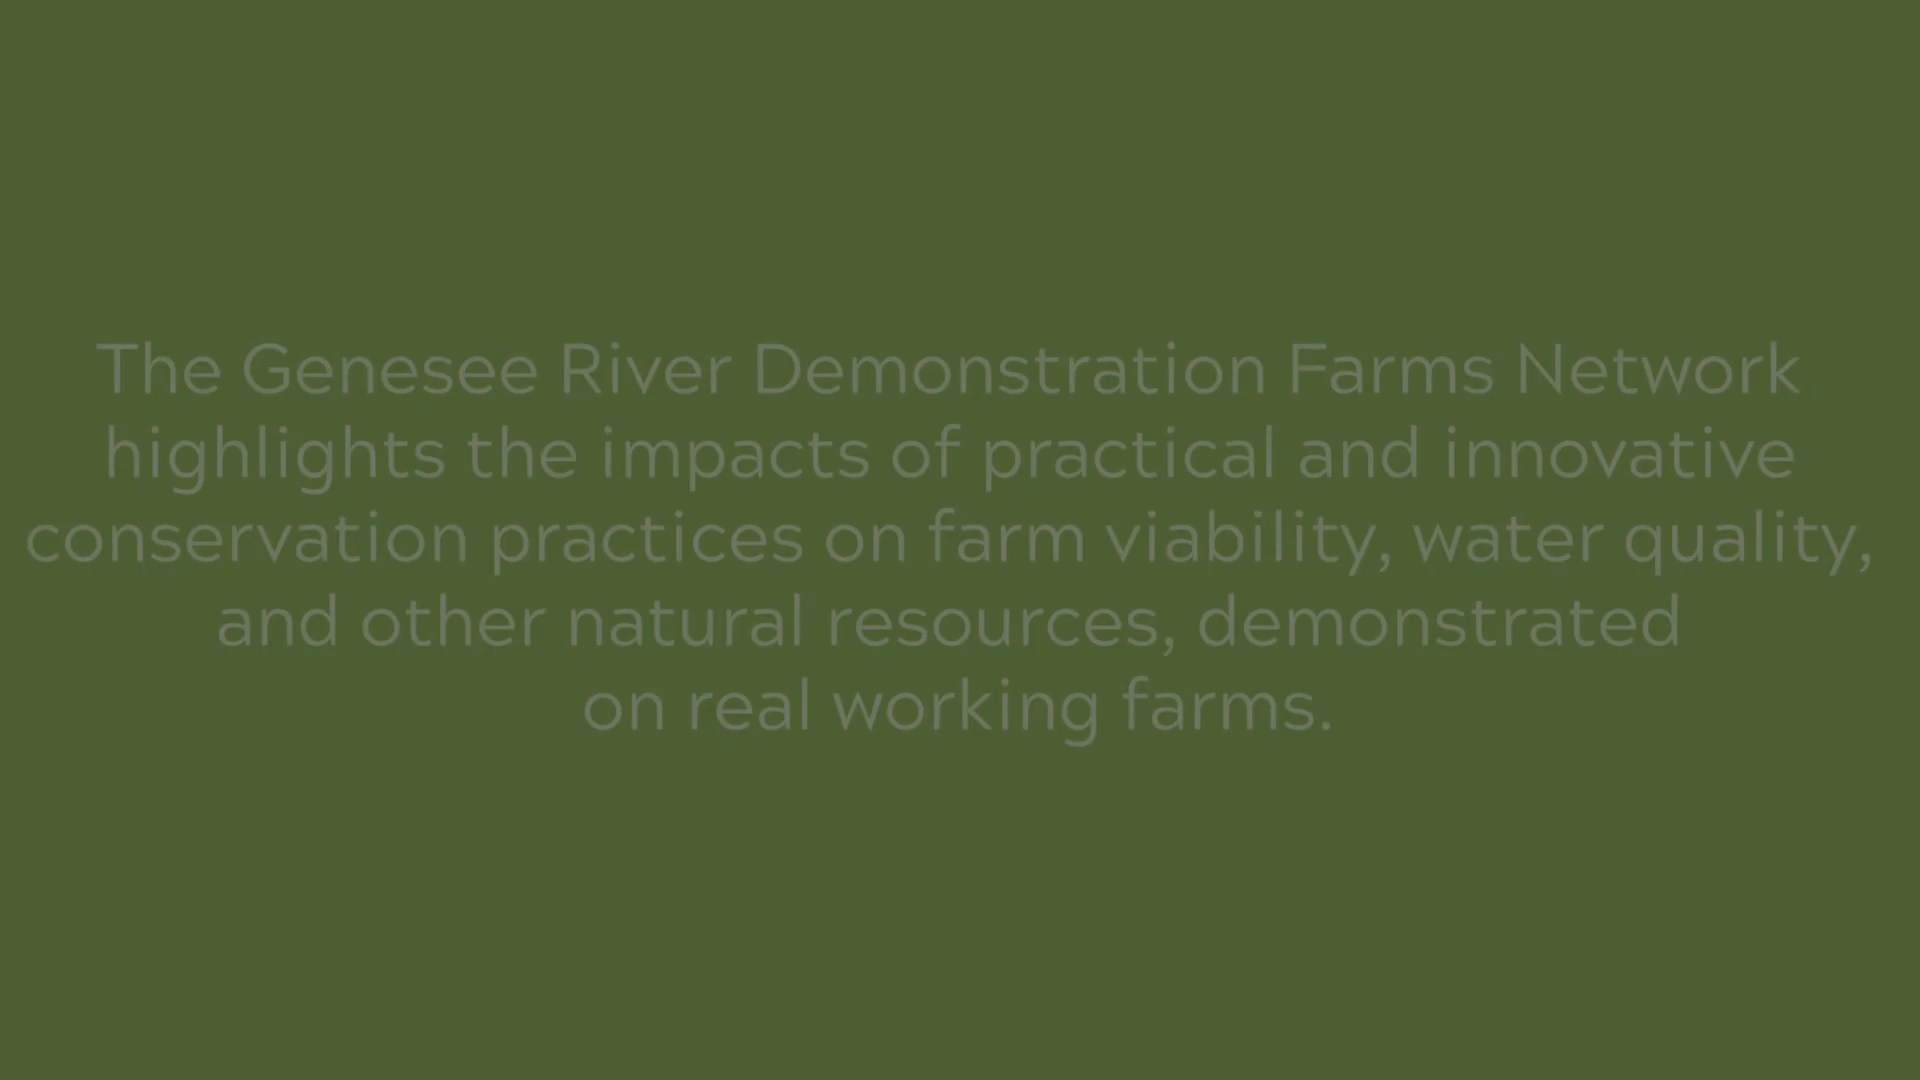 The Genesee River Demonstration Farms Network
highlights the impacts of practical and innovative
conservation practices on farm viability, water quality,
and other natural resources, demonstrated
on real working farms.